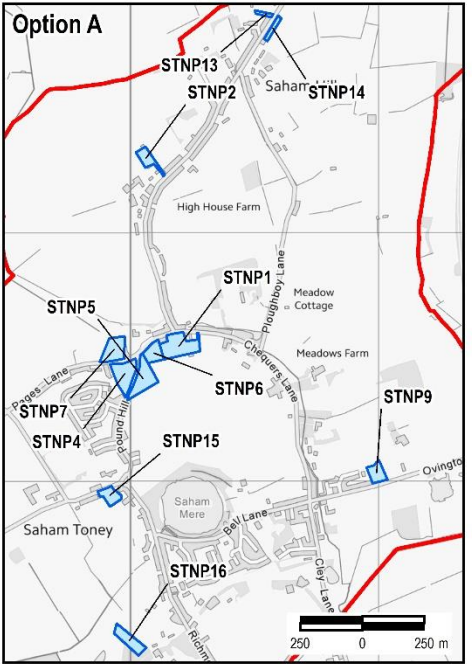 Option A
STNP13
STNP2
Saham
STNP14
High House Farm
STNP1
Ploughboy Lane
Meadow
Cottage
STNP5
Chequers Lane
Meadows Farm
Pages Lane
STNP6
STNP7
STNP4
Pound Hill
STNP9
STNP15
Ovington
Saham
Mere
Bell Lane
Saham Toney
STNP16
Cley Lane
Richm
250 0 250 m